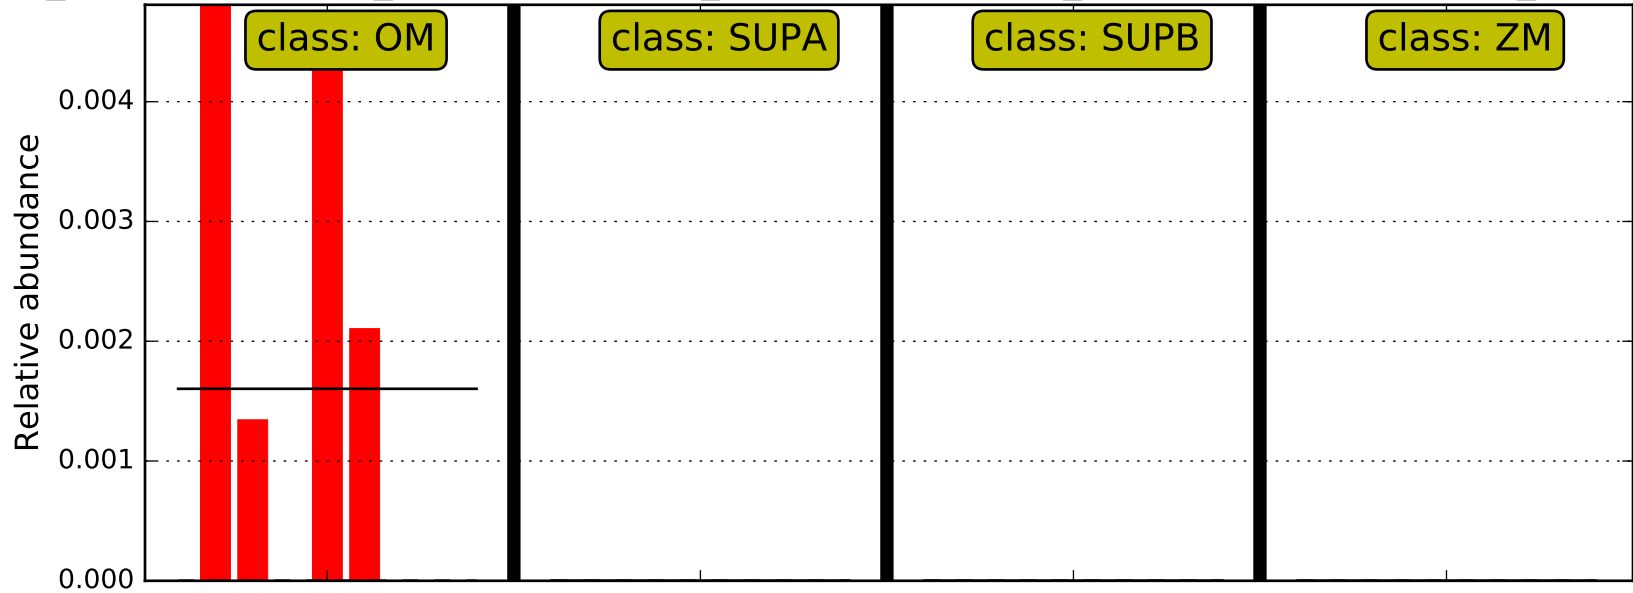 class: OM
class: SUPA
class: SUPB
class: ZM
0.004
0.003
0.002
0.001
0.000
Relative abundance